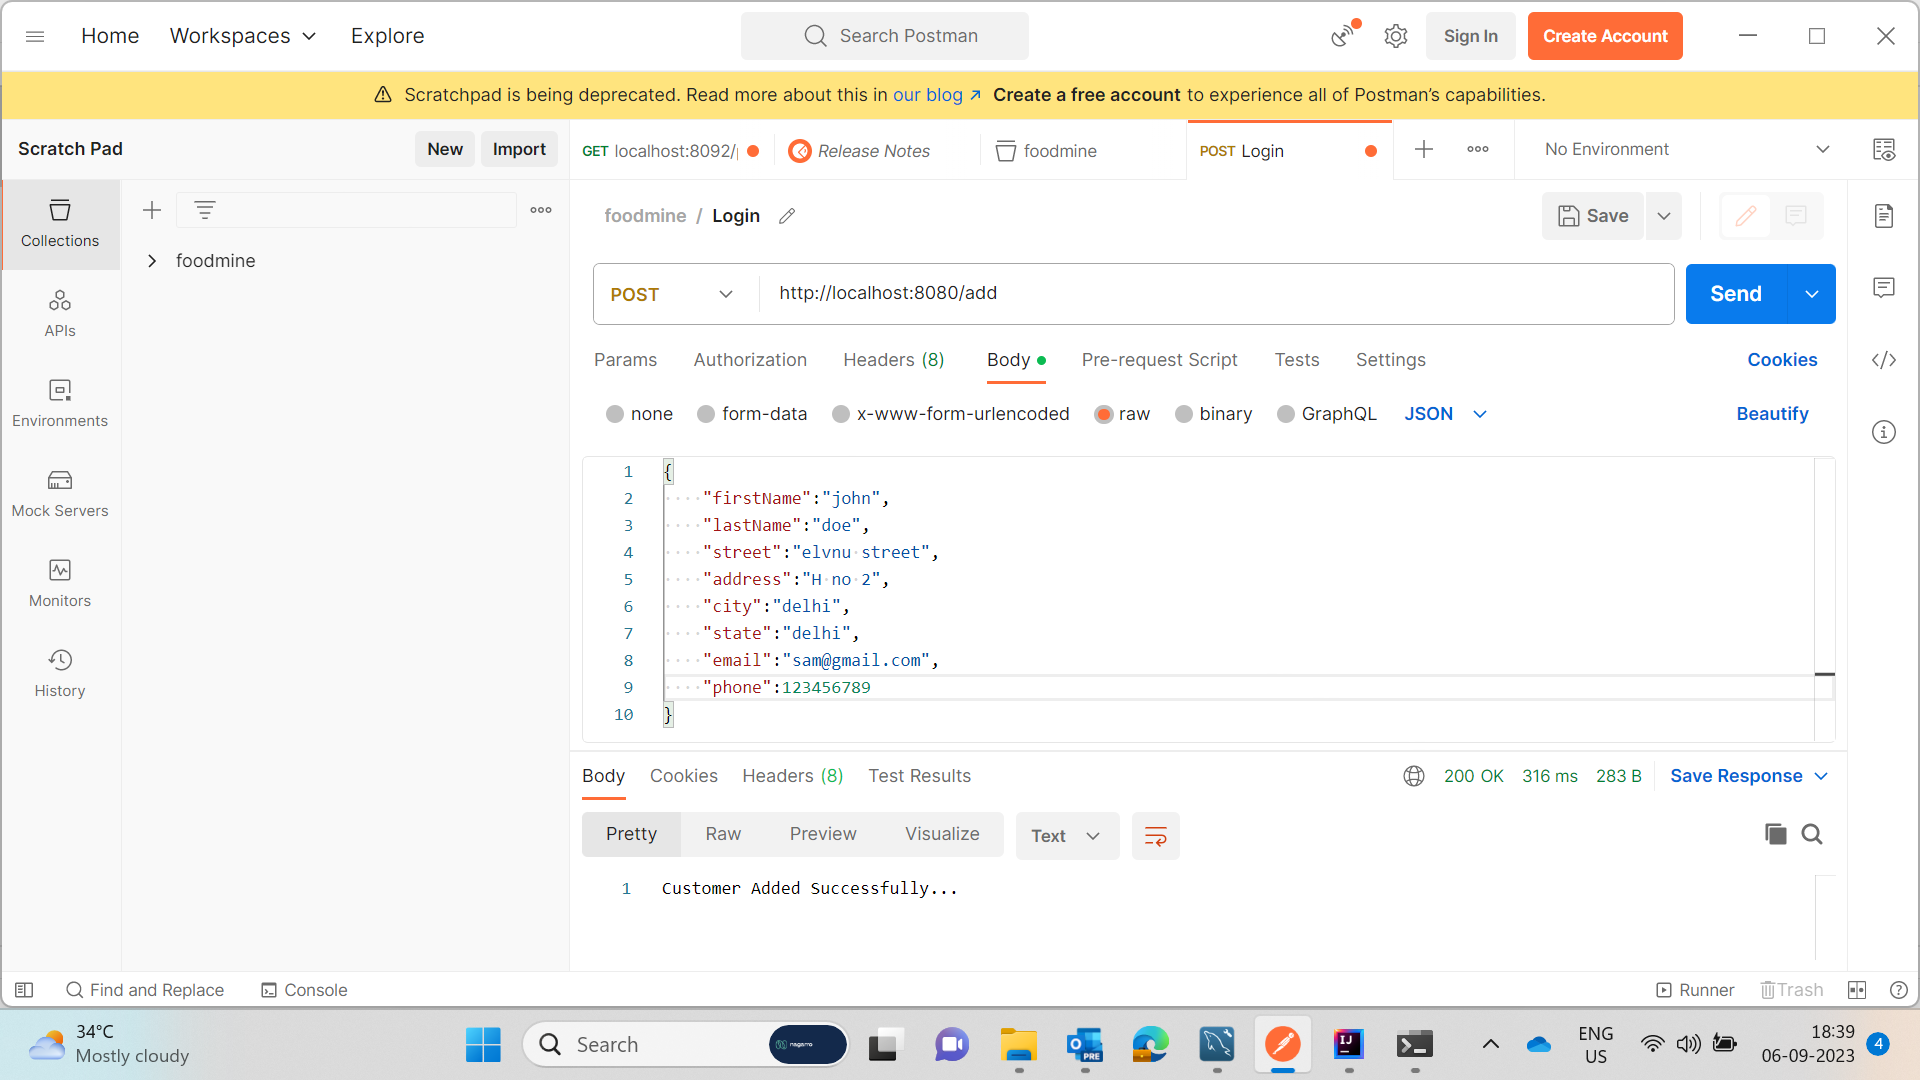 Home Workspaces Explore Search Postman Sign In Create Account
Scratchpad is being deprecated. Read more about this in our blog ↗ Create a free account to experience all of Postman's capabilities.
Scratch Pad New Import GET localhost:8092/ Release Notes foodmine POST Login No Environment
Collections
foodmine / Login Save
foodmine
APIs
POST http://localhost:8080/add Send
Params Authorization Headers (8) Body Pre-request Script Tests Settings Cookies
Environments
none form-data x-www-form-urlencoded raw binary GraphQL JSON Beautify
Mock Servers
Monitors
History
1 {
2 "firstName":"john",
3 "lastName":"doe",
4 "street":"elvnu street",
5 "address":"H no 2",
6 "city":"delhi",
7 "state":"delhi",
8 "email":"sam@gmail.com",
9 "phone":123456789
10 }
Body Cookies Headers (8) Test Results 200 OK 316 ms 283 B Save Response
Pretty Raw Preview Visualize Text
1 Customer Added Successfully...
Find and Replace Console Runner Trash
34°C
Mostly cloudy
Search nagarro
PRE
IJ
ENG
US
18:39
06-09-2023
4